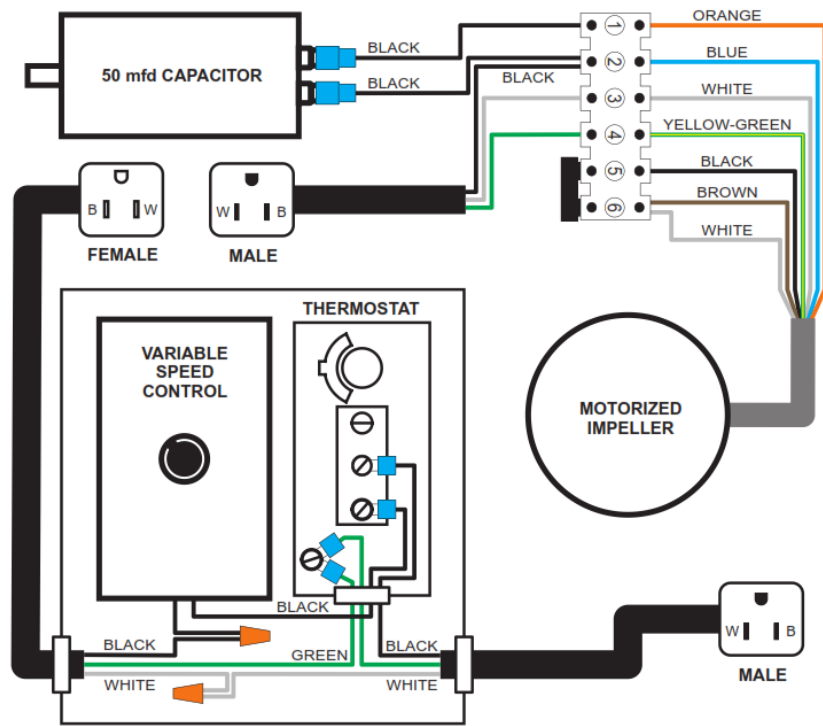 50 mfd CAPACITOR
BLACK
BLACK
BLACK
1
2
3
4
5
6
ORANGE
BLUE
WHITE
YELLOW-GREEN
BLACK
BROWN
WHITE
B W
FEMALE
W B
MALE
VARIABLE
SPEED
CONTROL
THERMOSTAT
MOTORIZED
IMPELLER
BLACK
BLACK
GREEN
BLACK
WHITE
WHITE
W B
MALE